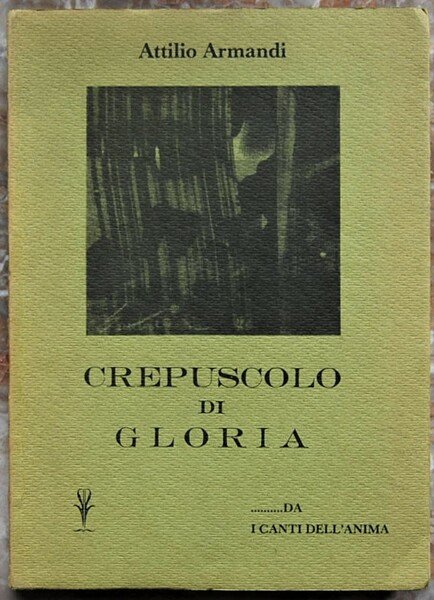 Attilio Armandi
CREPUSCOLO
DI
GLORIA
..........DA
I CANTI DELL'ANIMA